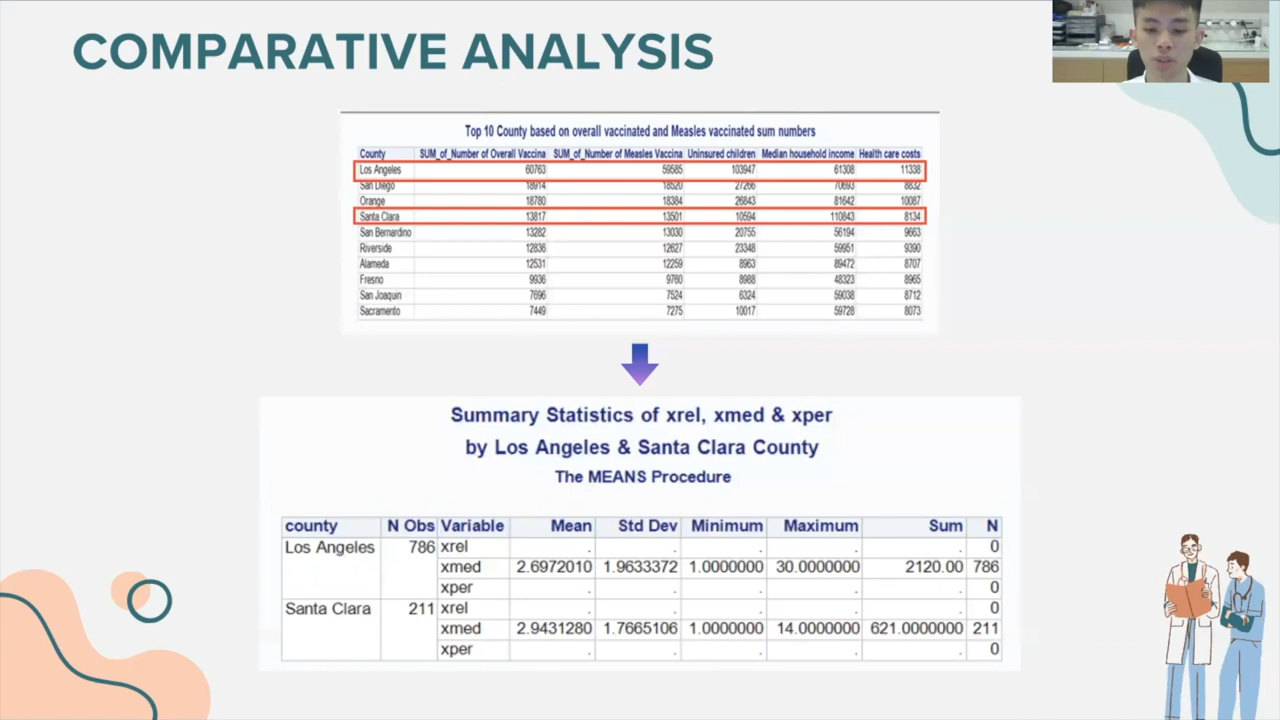 COMPARATIVE ANALYSIS
Top 10 County based on overall vaccinated and Measles vaccinated sum numbers
County SUM_of_Number of Overall Vaccina SUM_of_Number of Measles Vaccina Uninsured children Median household income Health care costs
Los Angeles 60763 59585 103947 61308 11338
San Diego 18914 18520 27266 70693 8832
Orange 18780 18384 26843 81642 10087
Santa Clara 13817 13501 10594 110843 8134
San Bernardino 13282 13030 20755 56194 9663
Riverside 12836 12627 23348 59951 9390
Alameda 12531 12259 8963 89472 8707
Fresno 9936 9760 8988 48323 8965
San Joaquin 7696 7524 6324 59038 8712
Sacramento 7449 7275 10017 59728 8073
Summary Statistics of xrel, xmed & xper
by Los Angeles & Santa Clara County
The MEANS Procedure
county N Obs Variable Mean Std Dev Minimum Maximum Sum N
Los Angeles 786 xrel . . . . . 0
xmed 2.6972010 1.9633372 1.0000000 30.0000000 2120.00 786
xper . . . . . 0
Santa Clara 211 xrel . . . . . 0
xmed 2.9431280 1.7665106 1.0000000 14.0000000 621.0000000 211
xper . . . . . 0